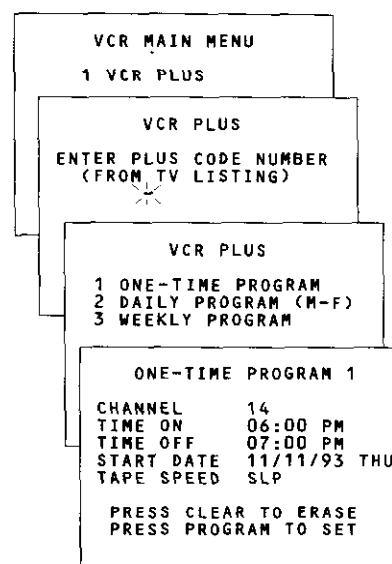 VCR MAIN MENU
1 VCR PLUS
VCR PLUS
ENTER PLUS CODE NUMBER
(FROM TV LISTING)
VCR PLUS
1 ONE-TIME PROGRAM
2 DAILY PROGRAM (M-F)
3 WEEKLY PROGRAM
ONE-TIME PROGRAM 1
CHANNEL 14
TIME ON 06:00 PM
TIME OFF 07:00 PM
START DATE 11/11/93 THU
TAPE SPEED SLP
PRESS CLEAR TO ERASE
PRESS PROGRAM TO SET